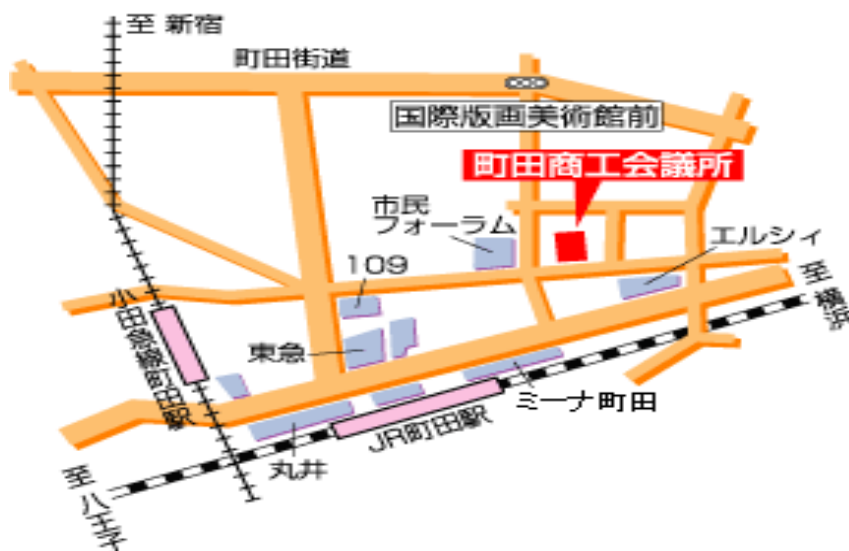 至 新宿
町田街道
国際版画美術館前
町田商工会議所
市民
フォーラム
エルシィ
109
至
横浜
小田急線町田駅
東急
ミーナ町田
JR町田駅
丸井
至
八王子